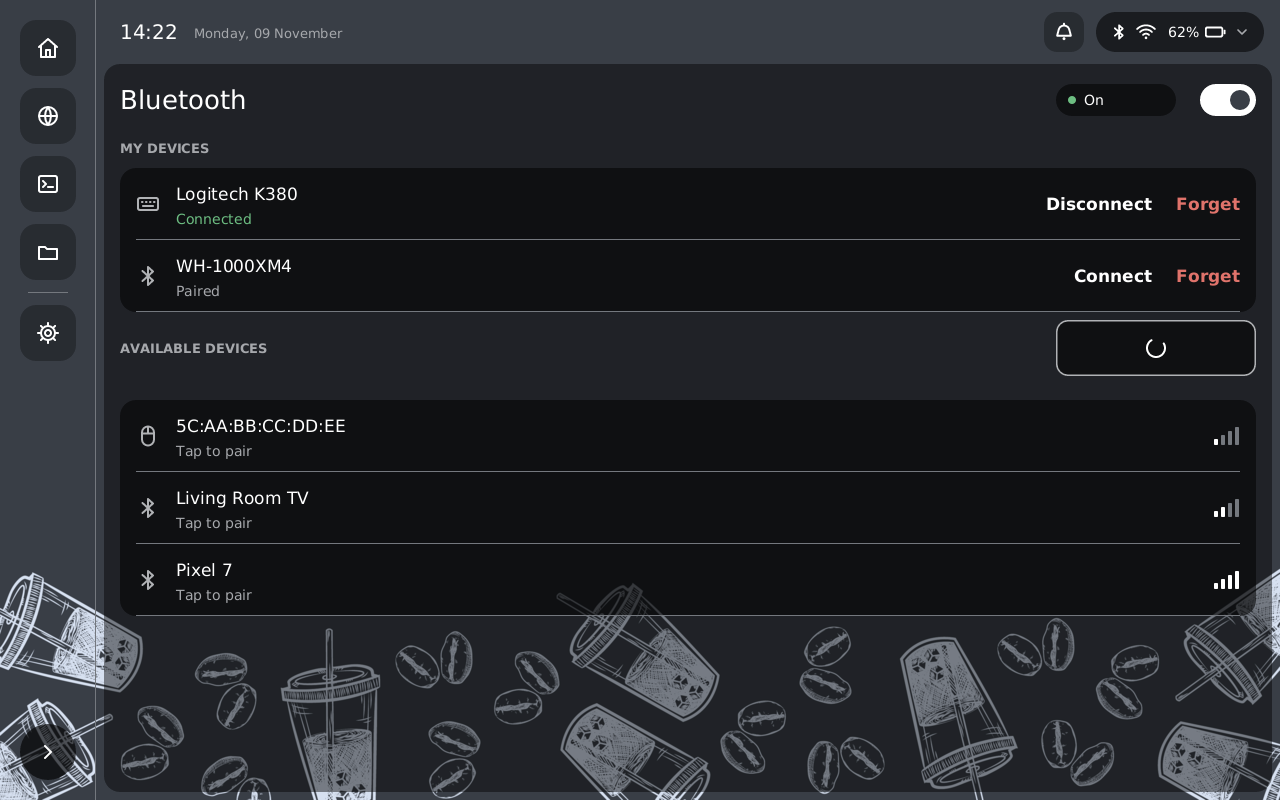 14:22 Monday, 09 November
62%
Bluetooth
On
MY DEVICES
Logitech K380
Connected
Disconnect Forget
WH-1000XM4
Paired
Connect Forget
AVAILABLE DEVICES
5C:AA:BB:CC:DD:EE
Tap to pair
Living Room TV
Tap to pair
Pixel 7
Tap to pair